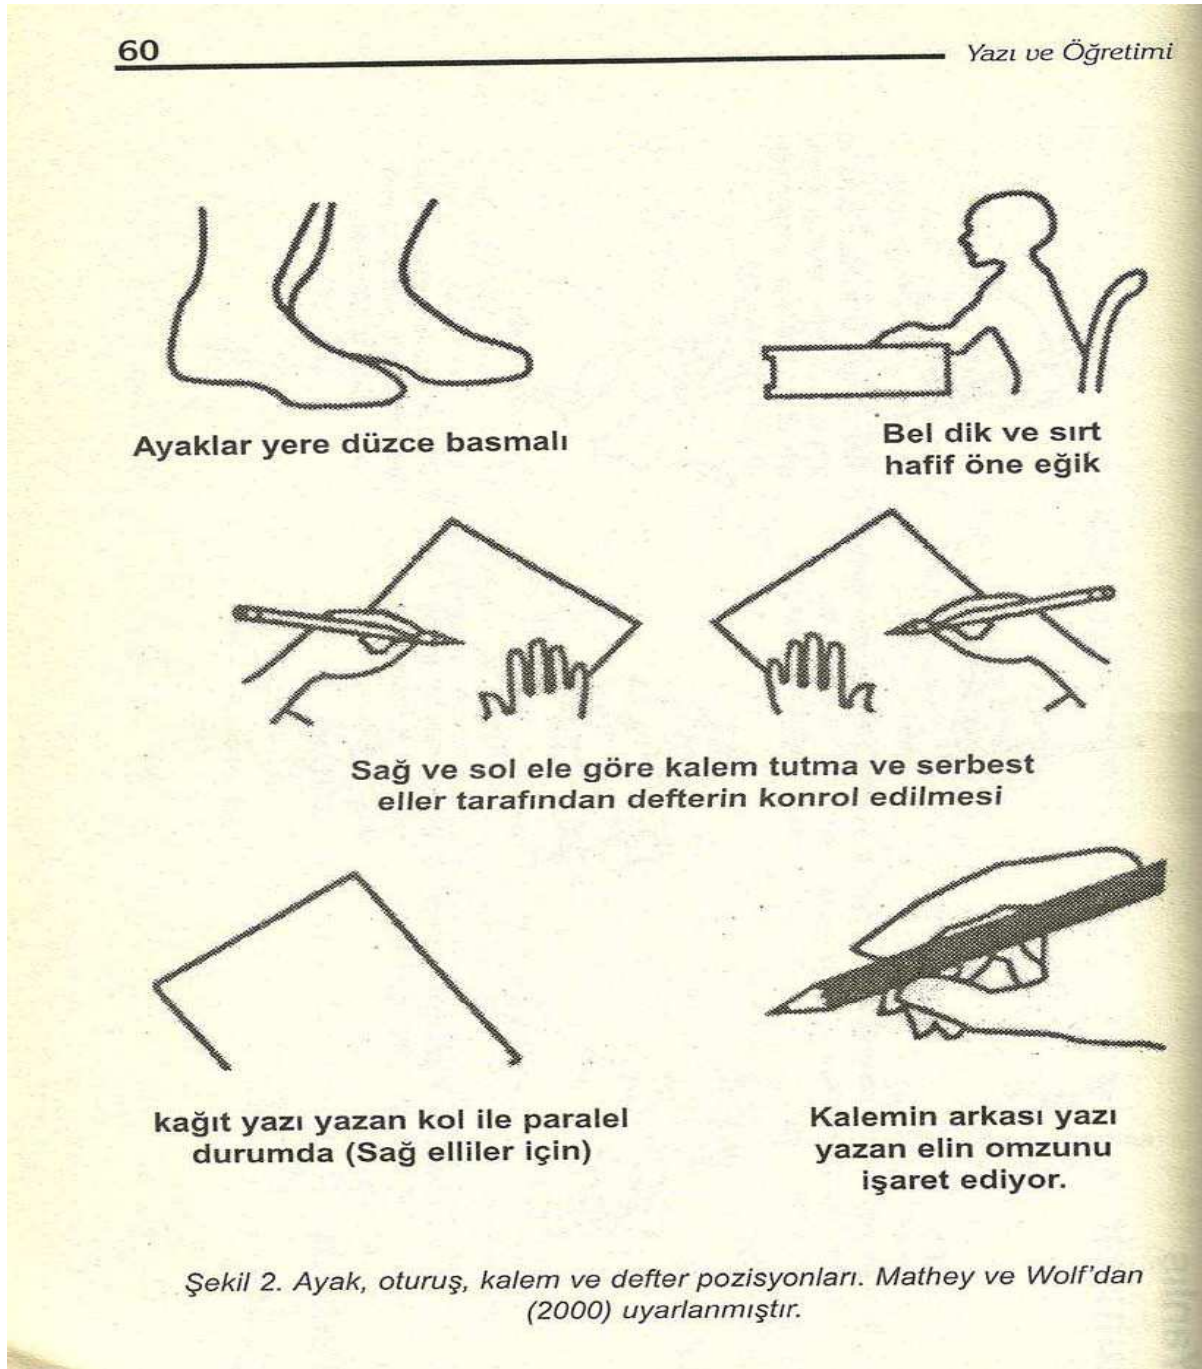 60
Yazı ve Öğretimi
Ayaklar yere düzce basmalı
Bel dik ve sırt
hafif öne eğik
Sağ ve sol ele göre kalem tutma ve serbest
eller tarafından defterin konrol edilmesi
kağıt yazı yazan kol ile paralel
durumda (Sağ elliler için)
Kalemin arkası yazı
yazan elin omzunu
işaret ediyor.
Şekil 2. Ayak, oturuş, kalem ve defter pozisyonları. Mathey ve Wolf'dan
(2000) uyarlanmıştır.